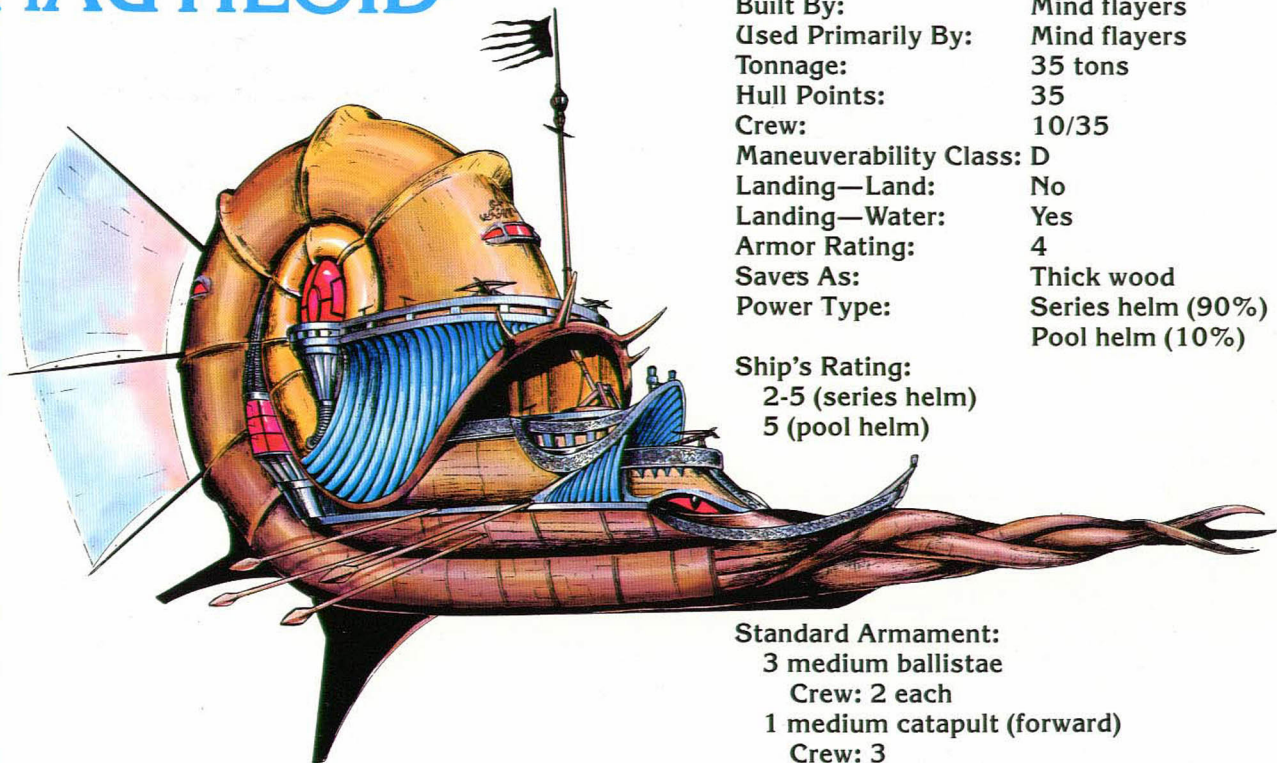 NAUTILOID
Built By: Mind flayers
Used Primarily By: Mind flayers
Tonnage: 35 tons
Hull Points: 35
Crew: 10/35
Maneuverability Class: D
Landing—Land: No
Landing—Water: Yes
Armor Rating: 4
Saves As: Thick wood
Power Type: Series helm (90%)
Pool helm (10%)
Ship's Rating:
2-5 (series helm)
5 (pool helm)
Standard Armament:
3 medium ballistae
Crew: 2 each
1 medium catapult (forward)
Crew: 3